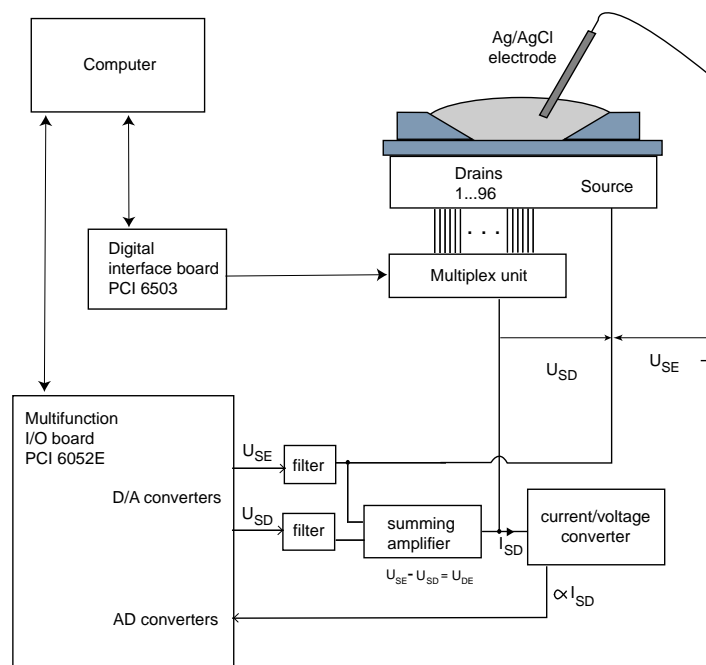 Ag/AgCl
electrode
Computer
Drains
1...96
Source
. . .
Digital
interface board
PCI 6503
Multiplex unit
U_SD
U_SE
Multifunction
I/O board
PCI 6052E
U_SE
filter
D/A converters
U_SD
filter
summing
amplifier
I_SD
current/voltage
converter
U_SE - U_SD = U_DE
∝I_SD
AD converters